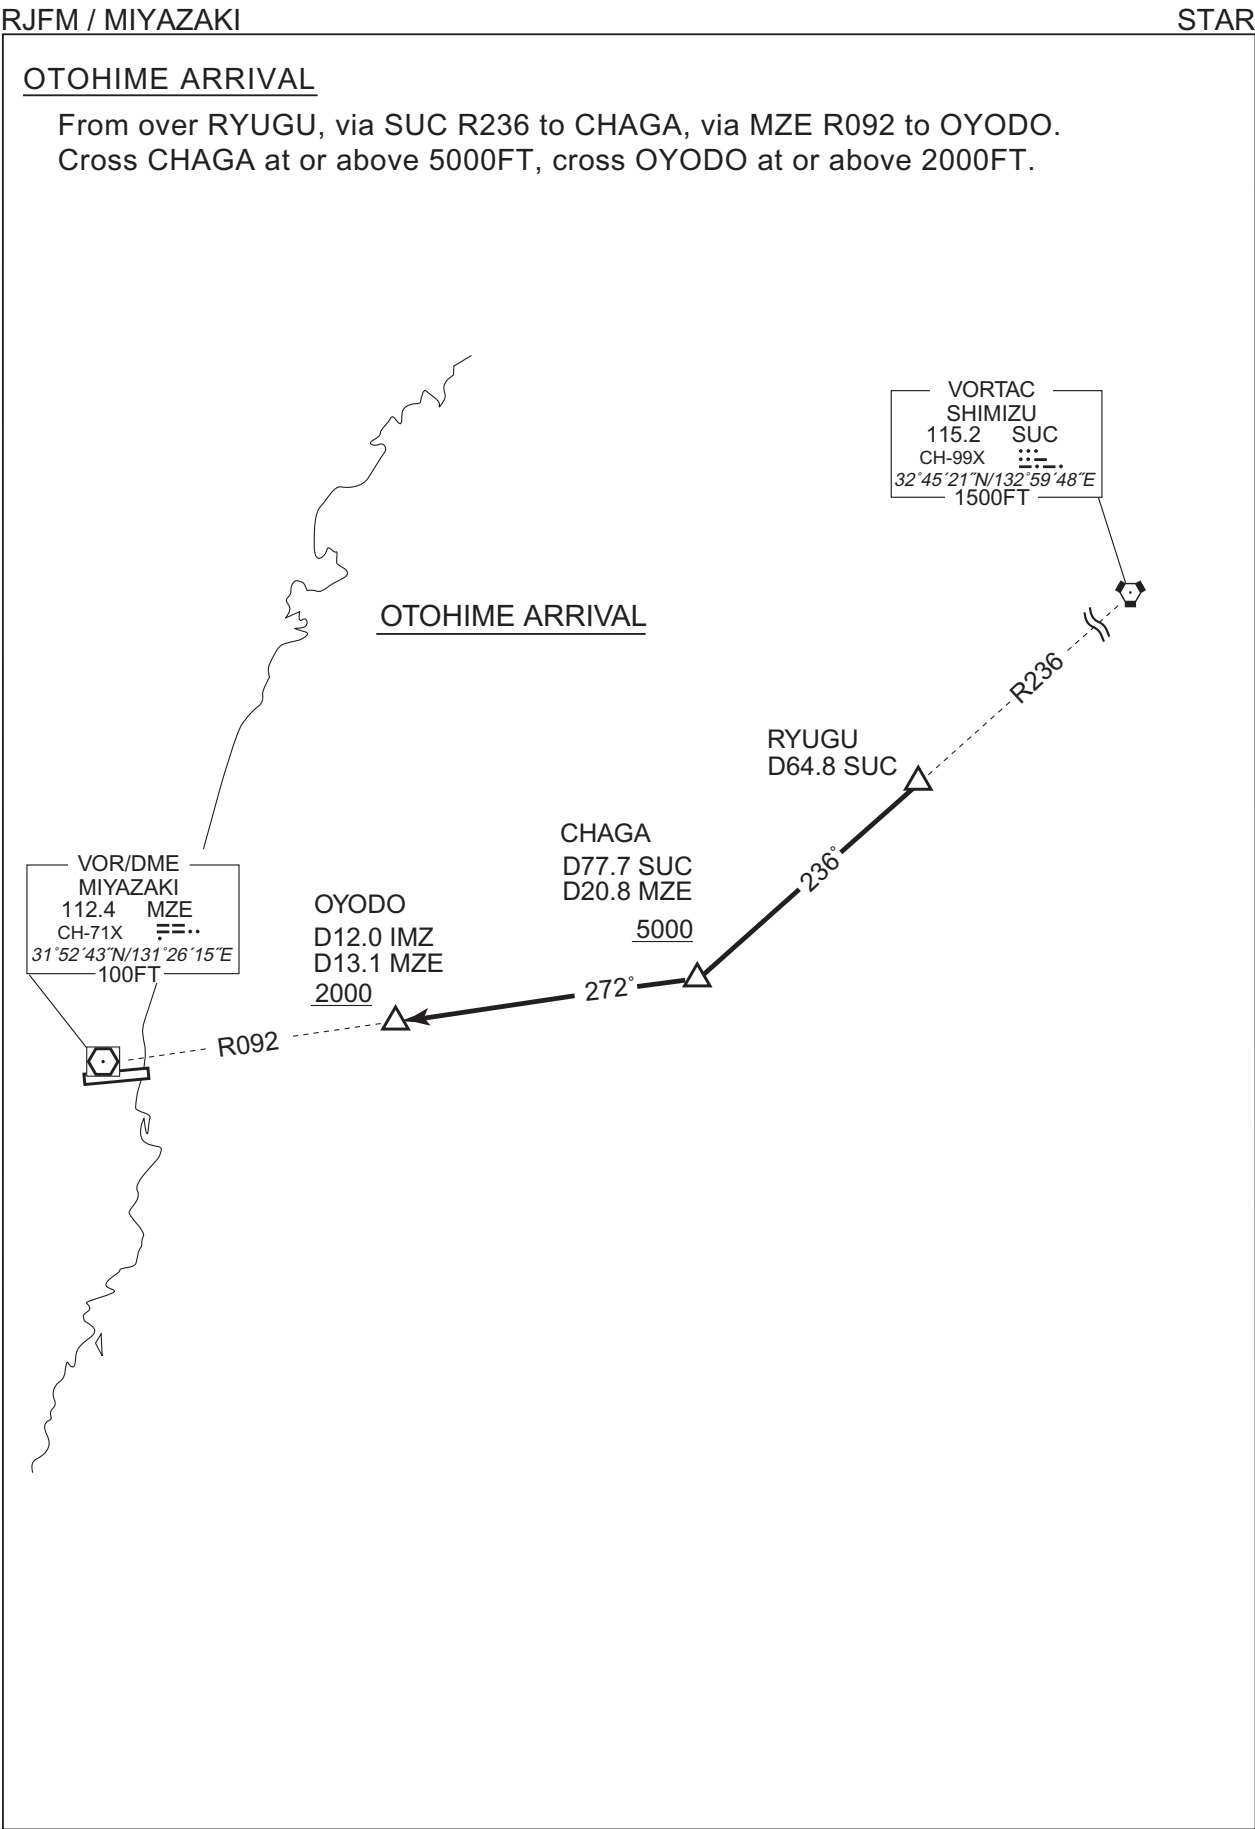 RJFM / MIYAZAKI
STAR
OTOHIME ARRIVAL
From over RYUGU, via SUC R236 to CHAGA, via MZE R092 to OYODO.
Cross CHAGA at or above 5000FT, cross OYODO at or above 2000FT.
VORTAC
SHIMIZU
115.2 SUC
CH-99X
32°45´21˝N/132°59´48˝E
1500FT
OTOHIME ARRIVAL
R236
RYUGU
D64.8 SUC
CHAGA
D77.7 SUC
D20.8 MZE
5000
236°
VOR/DME
MIYAZAKI
112.4 MZE
CH-71X
31°52´43˝N/131°26´15˝E
100FT
OYODO
D12.0 IMZ
D13.1 MZE
2000
272°
R092